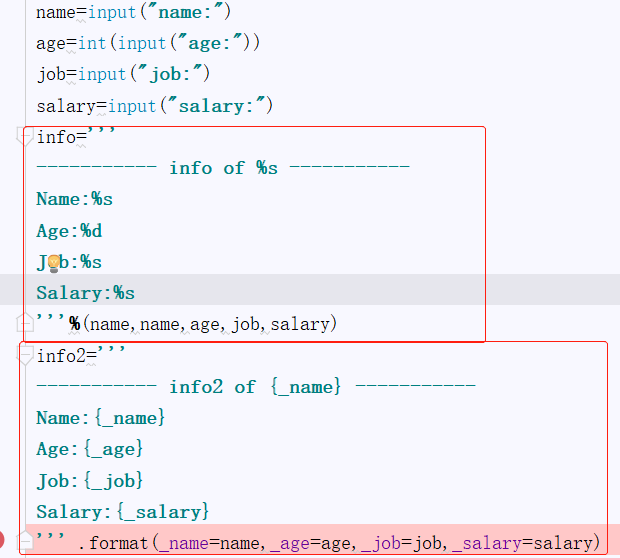 name=input("name:")
age=int(input("age:"))
job=input("job:")
salary=input("salary:")
info='''
----------- info of %s -----------
Name:%s
Age:%d
Job:%s
Salary:%s
'''%(name,name,age,job,salary)
info2='''
----------- info2 of {_name} -----------
Name:{_name}
Age:{_age}
Job:{_job}
Salary:{_salary}
''' .format(_name=name,_age=age,_job=job,_salary=salary)